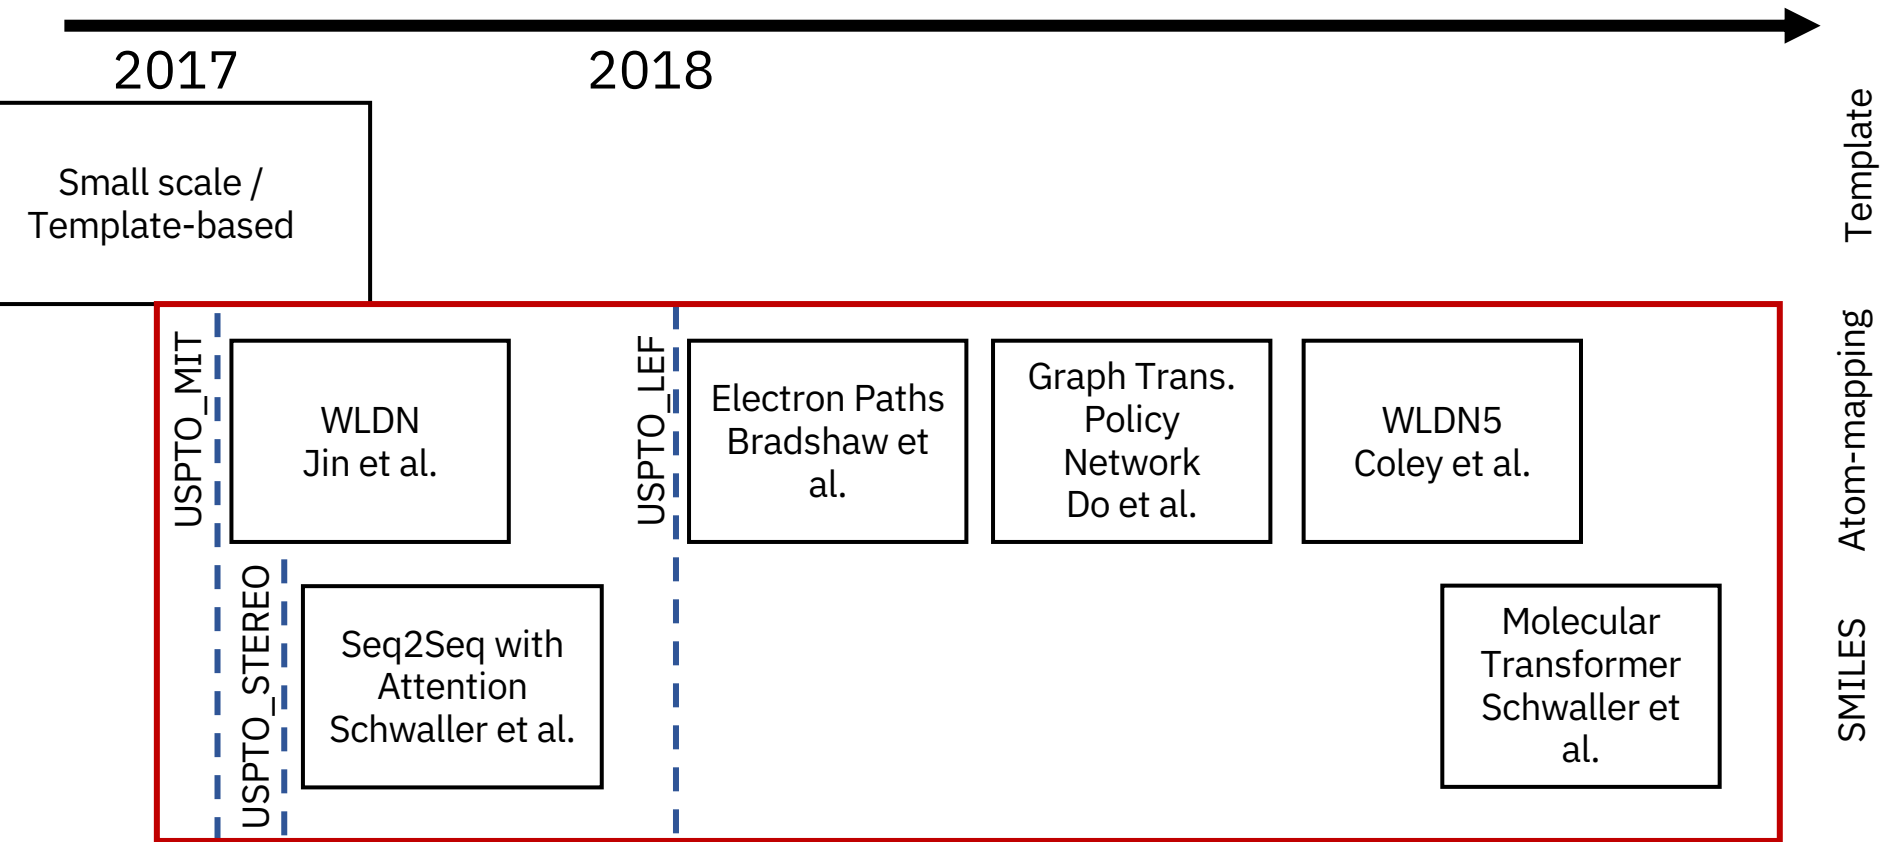 2017
2018
Small scale /
Template-based
Template
USPTO_MIT
WLDN
Jin et al.
USPTO_LEF
Electron Paths
Bradshaw et
al.
Graph Trans.
Policy
Network
Do et al.
WLDN5
Coley et al.
Atom-mapping
USPTO_STEREO
Seq2Seq with
Attention
Schwaller et al.
Molecular
Transformer
Schwaller et
al.
SMILES